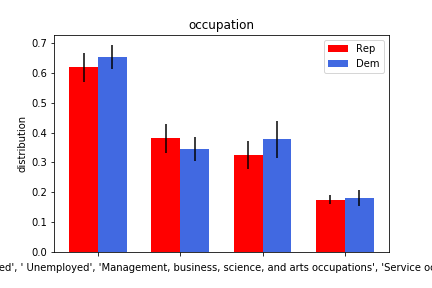 occupation
0.7
0.6
0.5
0.4
0.3
0.2
0.1
0.0
distribution
Rep
Dem
ed', ' Unemployed', 'Management, business, science, and arts occupations', 'Service oc